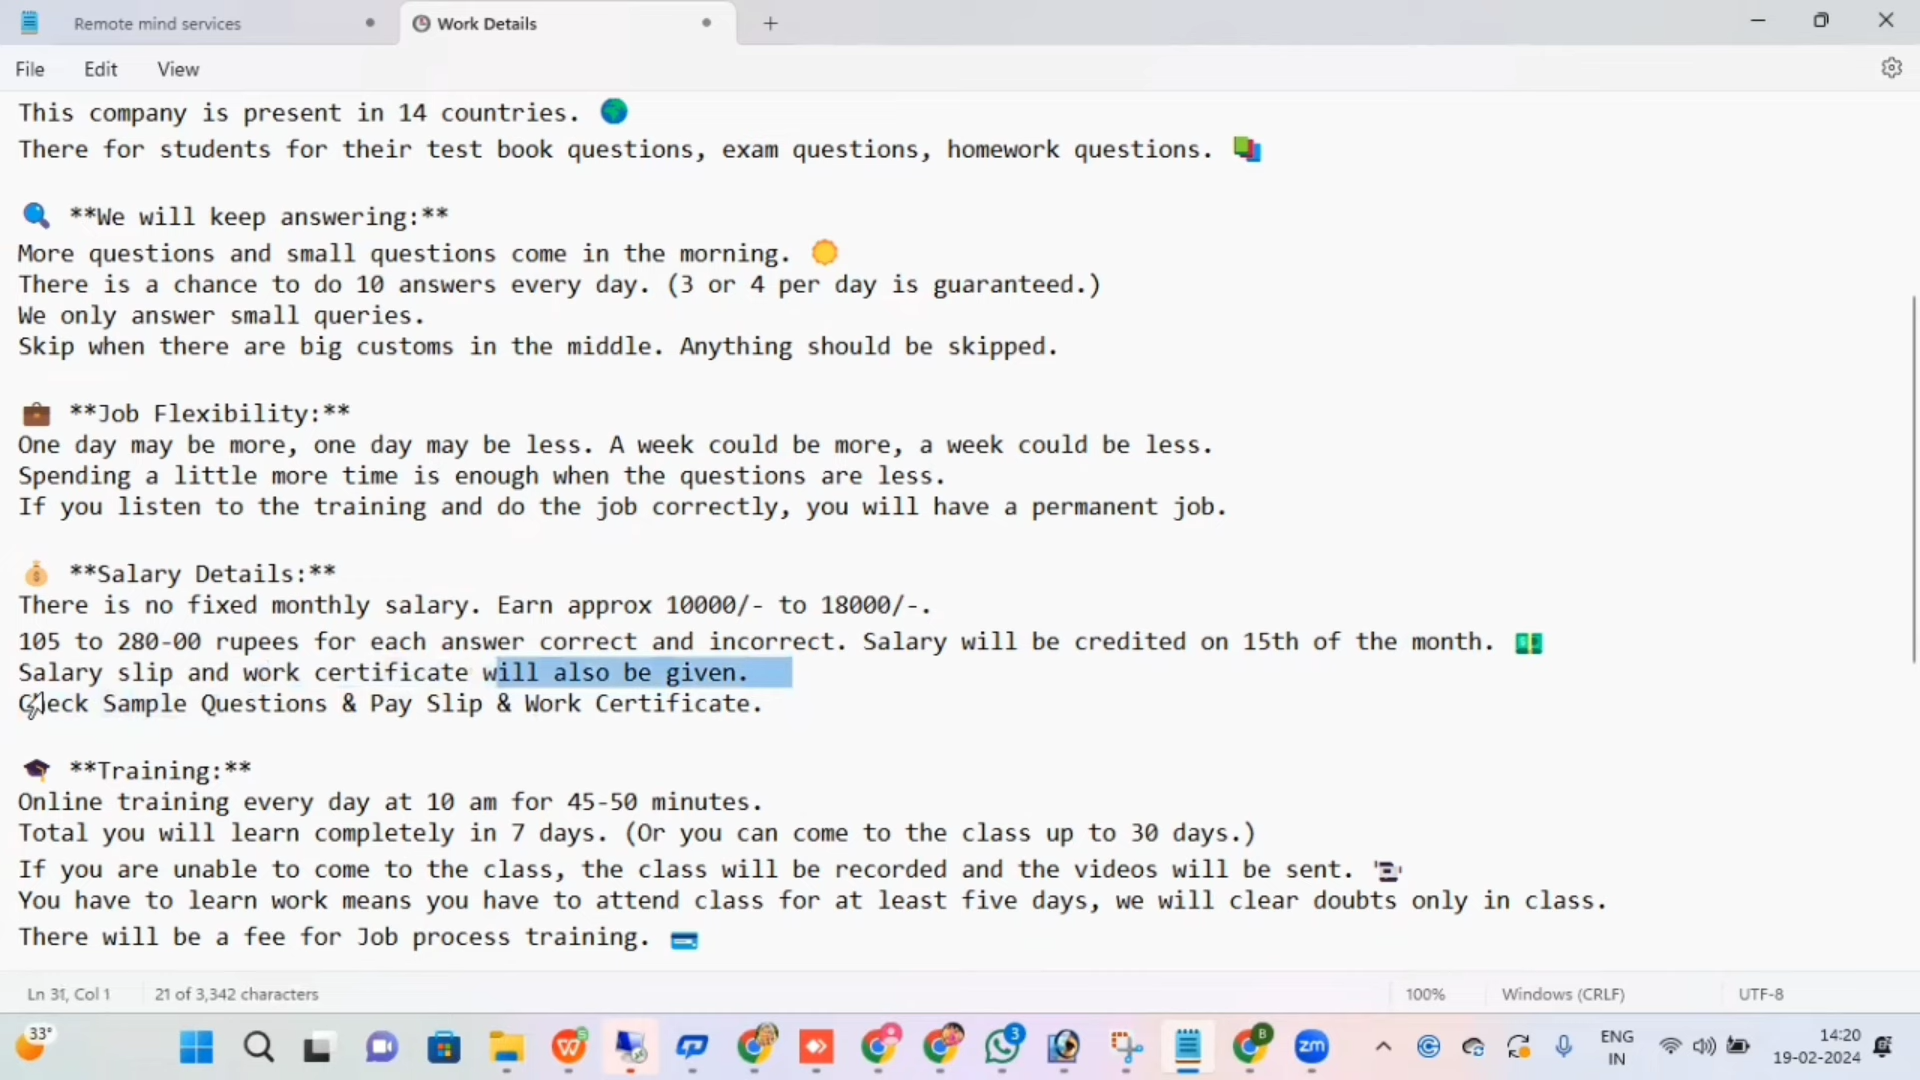 Remote mind services
Work Details
File Edit View
This company is present in 14 countries.
There for students for their test book questions, exam questions, homework questions.
**We will keep answering:**
More questions and small questions come in the morning.
There is a chance to do 10 answers every day. (3 or 4 per day is guaranteed.)
We only answer small queries.
Skip when there are big customs in the middle. Anything should be skipped.
**Job Flexibility:**
One day may be more, one day may be less. A week could be more, a week could be less.
Spending a little more time is enough when the questions are less.
If you listen to the training and do the job correctly, you will have a permanent job.
**Salary Details:**
There is no fixed monthly salary. Earn approx 10000/- to 18000/-.
105 to 280-00 rupees for each answer correct and incorrect. Salary will be credited on 15th of the month.
Salary slip and work certificate will also be given.
Check Sample Questions & Pay Slip & Work Certificate.
**Training:**
Online training every day at 10 am for 45-50 minutes.
Total you will learn completely in 7 days. (Or you can come to the class up to 30 days.)
If you are unable to come to the class, the class will be recorded and the videos will be sent.
You have to learn work means you have to attend class for at least five days, we will clear doubts only in class.
There will be a fee for Job process training.
Ln 31, Col 1 21 of 3,342 characters 100% Windows (CRLF) UTF-8
33° W S 3 B zm ENG 14:20
IN 19-02-2024